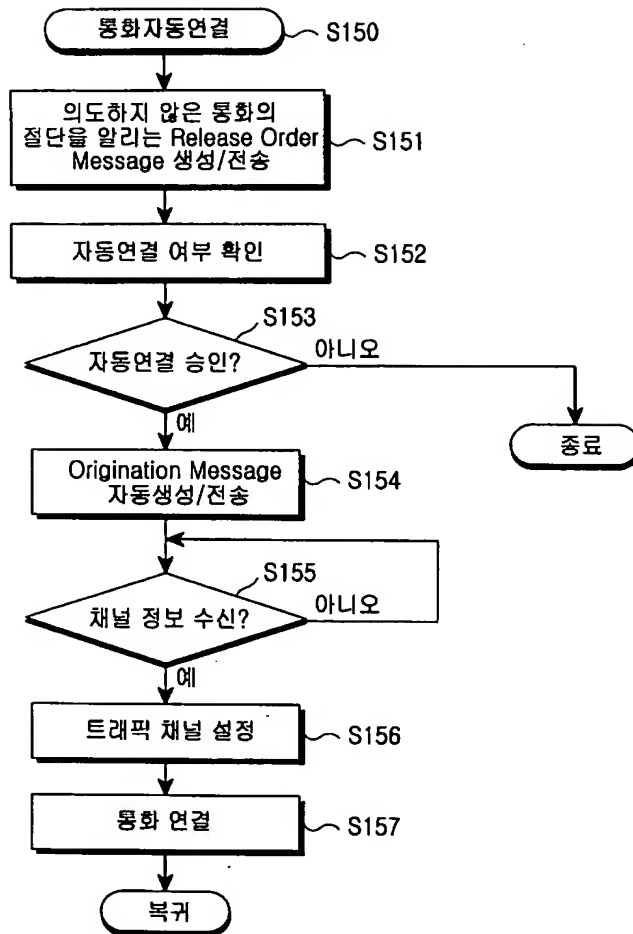 통화자동연결
S150
의도하지 않은 통화의
절단을 알리는 Release Order
Message 생성/전송
S151
자동연결 여부 확인
S152
S153
자동연결 승인?
아니오
예
종료
Origination Message
자동생성/전송
S154
S155
채널 정보 수신?
아니오
예
트래픽 채널 설정
S156
통화 연결
S157
복귀